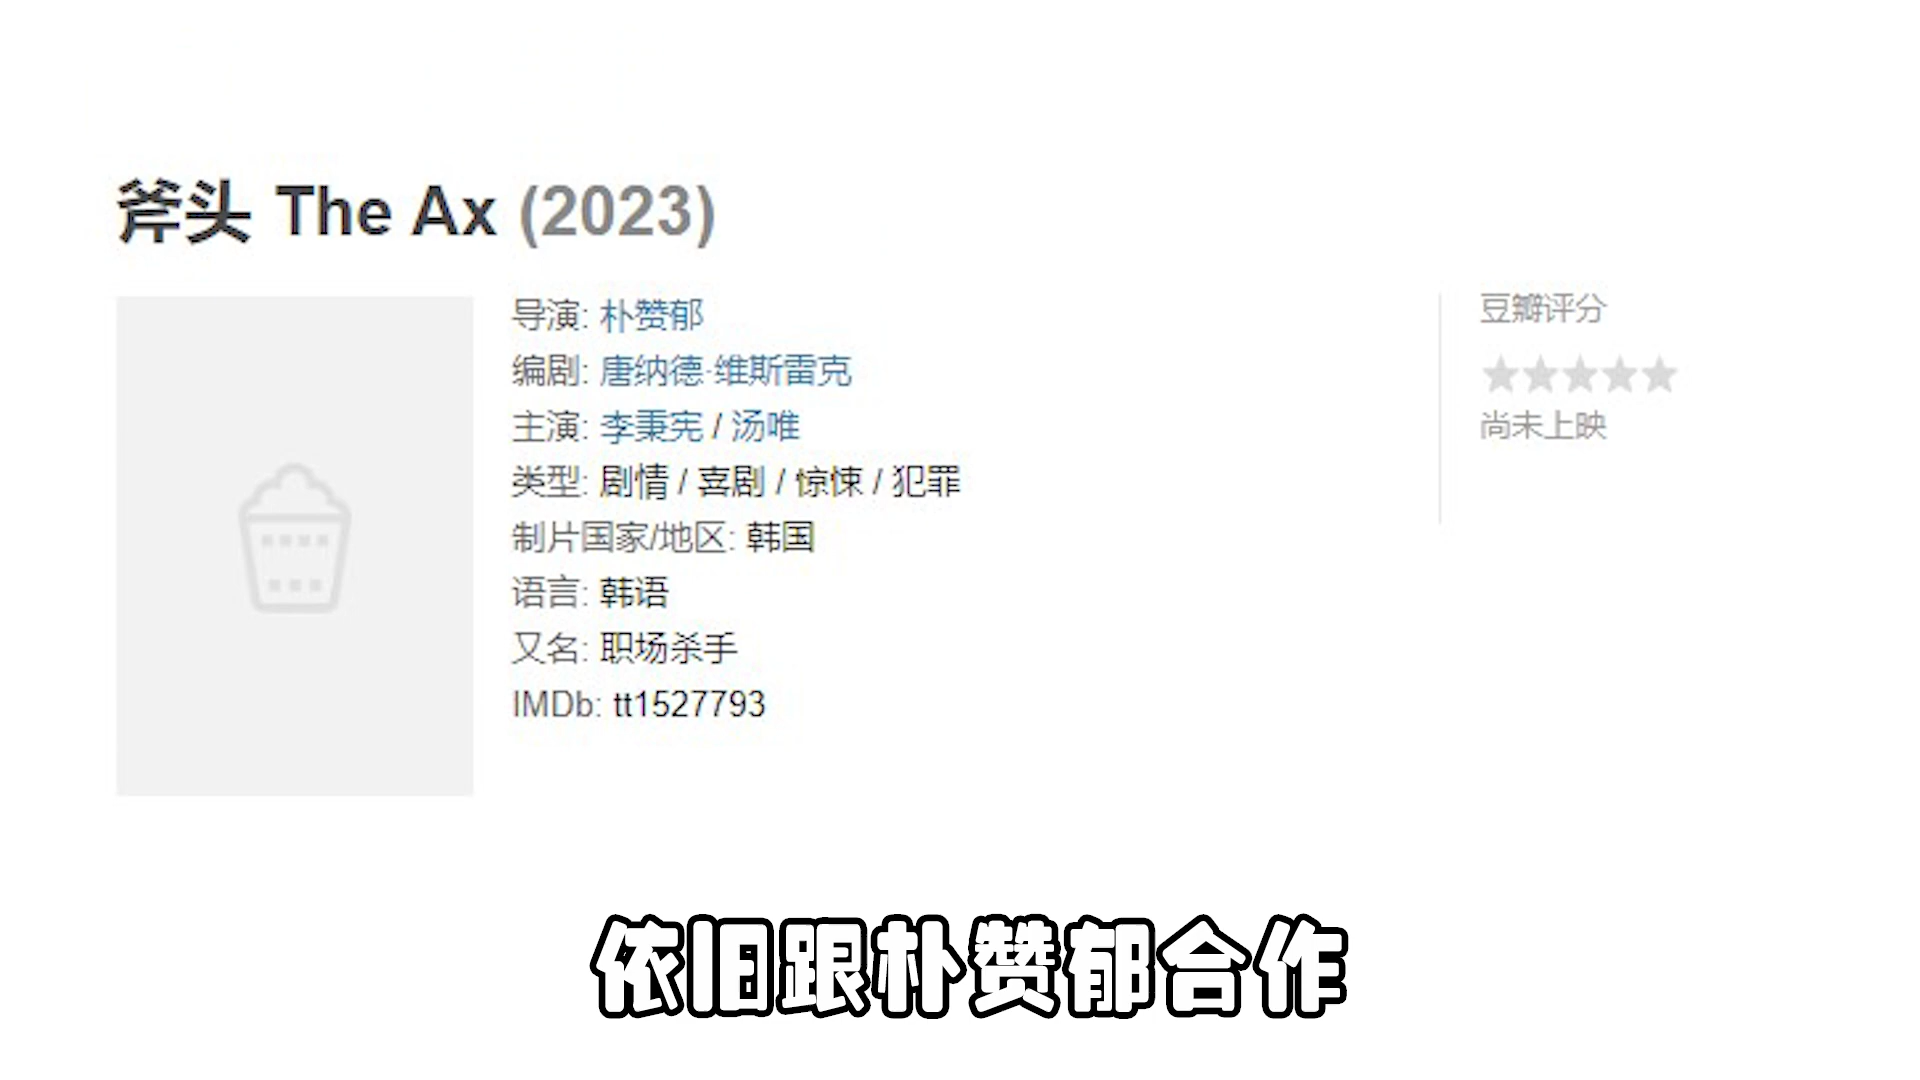 斧头 The Ax (2023)
导演: 朴赞郁
编剧: 唐纳德·维斯雷克
主演: 李秉宪 / 汤唯
类型: 剧情 / 喜剧 / 惊悚 / 犯罪
制片国家/地区: 韩国
语言: 韩语
又名: 职场杀手
IMDb: tt1527793
豆瓣评分
尚未上映
依旧跟朴赞郁合作